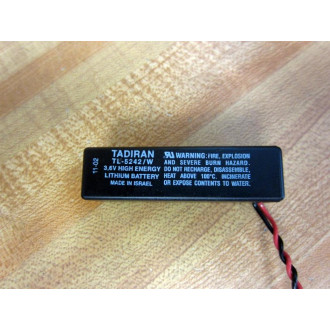 11-02
TADIRAN
TL-5242/W
3.6V HIGH ENERGY
LITHIUM BATTERY
MADE IN ISRAEL
WARNING: FIRE, EXPLOSION
AND SEVERE BURN HAZARD.
DO NOT RECHARGE, DISASSEMBLE,
HEAT ABOVE 100°C, INCINERATE
OR EXPOSE CONTENTS TO WATER.